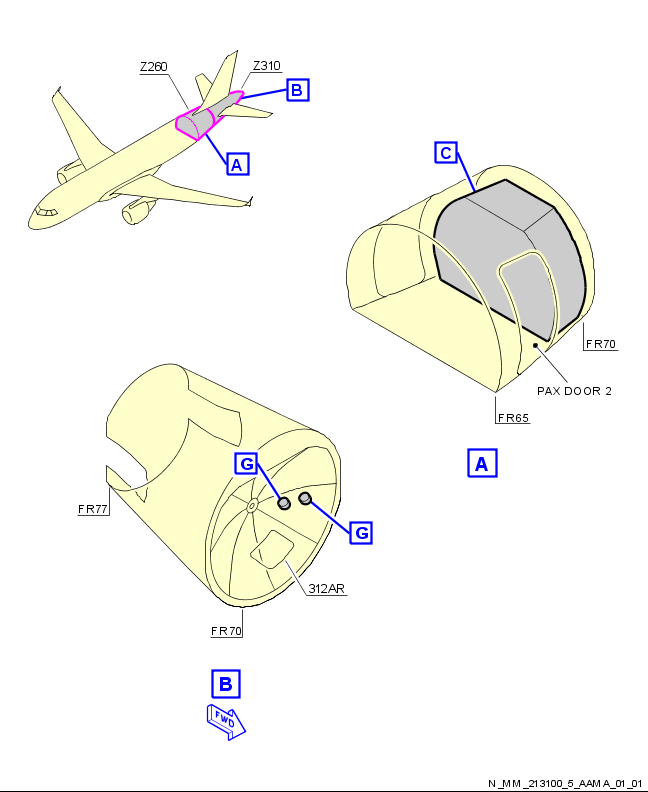 Z260
Z310
B
A
C
FR70
PAX DOOR 2
FR65
A
G
FR77
G
312AR
FR70
B
FWD
N_MM_213100_5_AAMA_01_01